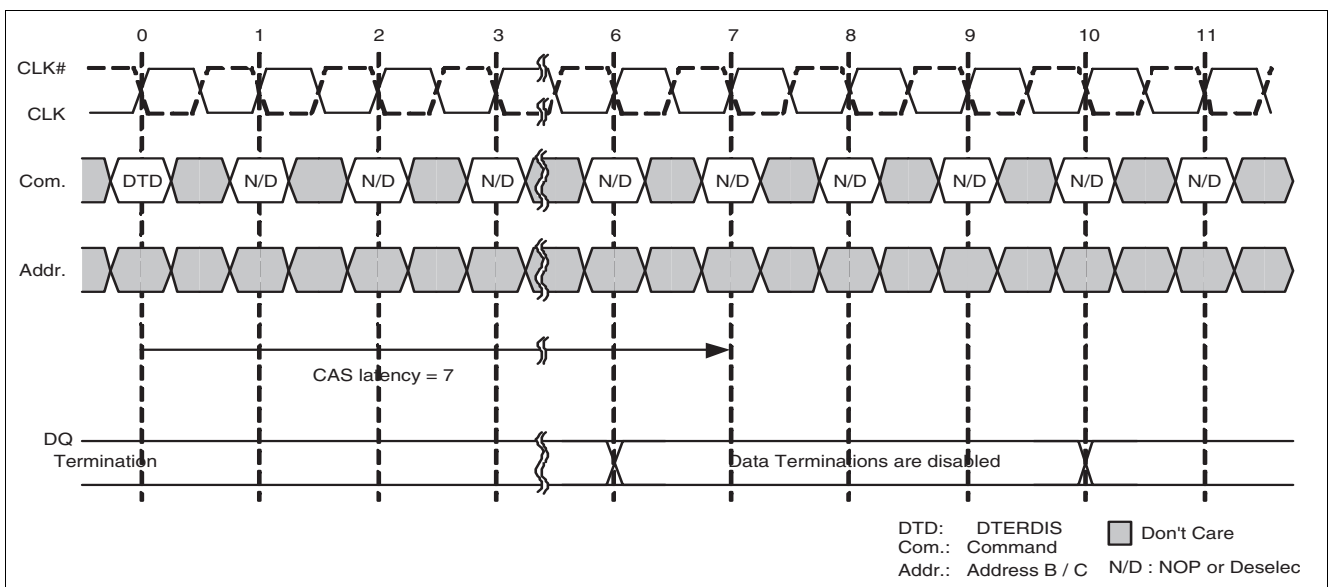 0 1 2 3 6 7 8 9 10 11
CLK#
CLK
Com. DTD N/D N/D N/D N/D N/D N/D N/D N/D N/D
Addr.
CAS latency = 7
DQ
Termination Data Terminations are disabled
DTD: DTERDIS Don't Care
Com.: Command
Addr.: Address B / C N/D : NOP or Deselec